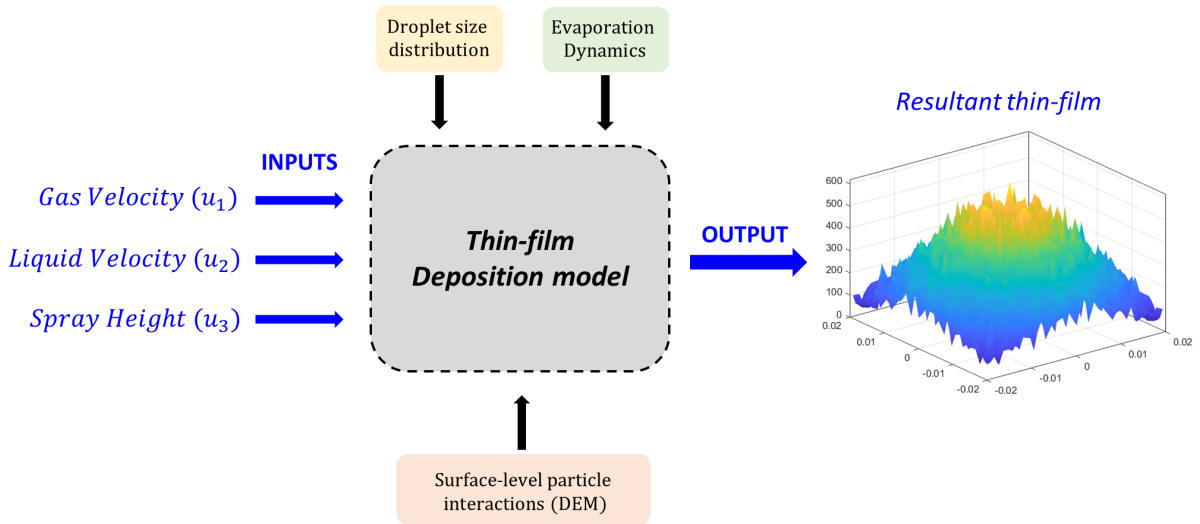 Droplet size
distribution
Evaporation
Dynamics
INPUTS
Gas Velocity (u₁)
Liquid Velocity (u₂)
Spray Height (u₃)
Thin-film
Deposition model
OUTPUT
Surface-level particle
interactions (DEM)
Resultant thin-film
600
500
400
300
200
100
0
0.02
0.01
0
-0.01
-0.02
-0.02
-0.01
0
0.01
0.02